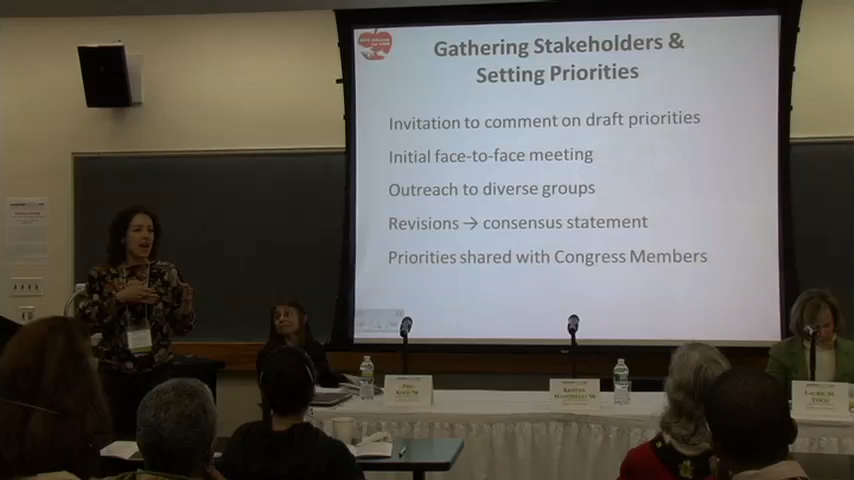 Gathering Stakeholders &
Setting Priorities
Invitation to comment on draft priorities
Initial face-to-face meeting
Outreach to diverse groups
Revisions → consensus statement
Priorities shared with Congress Members